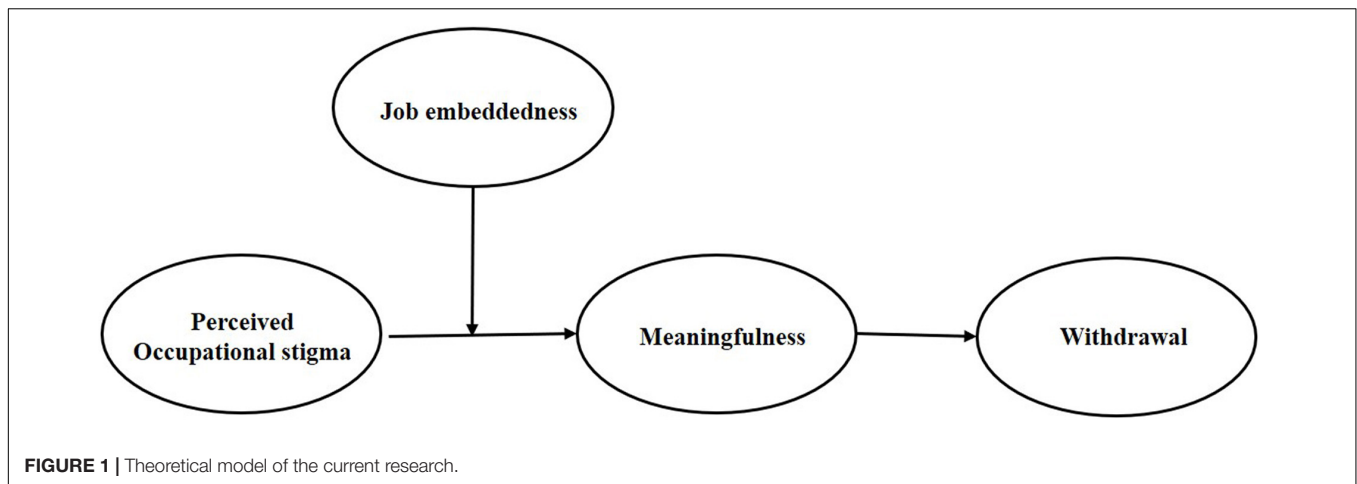 Job embeddedness
Perceived
Occupational stigma
Meaningfulness
Withdrawal
FIGURE 1 | Theoretical model of the current research.